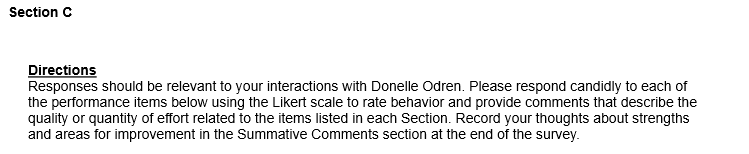 Section C
Directions
Responses should be relevant to your interactions with Donelle Odren. Please respond candidly to each of
the performance items below using the Likert scale to rate behavior and provide comments that describe the
quality or quantity of effort related to the items listed in each Section. Record your thoughts about strengths
and areas for improvement in the Summative Comments section at the end of the survey.